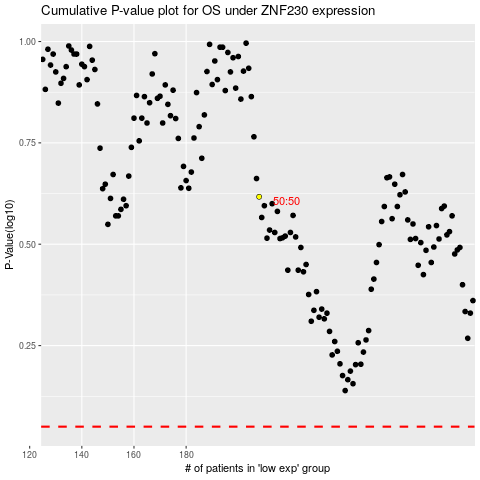 Cumulative P-value plot for OS under ZNF230 expression
P-Value(log10)
1.00
0.75
0.50
0.25
50:50
120 140 160 180
# of patients in 'low exp' group